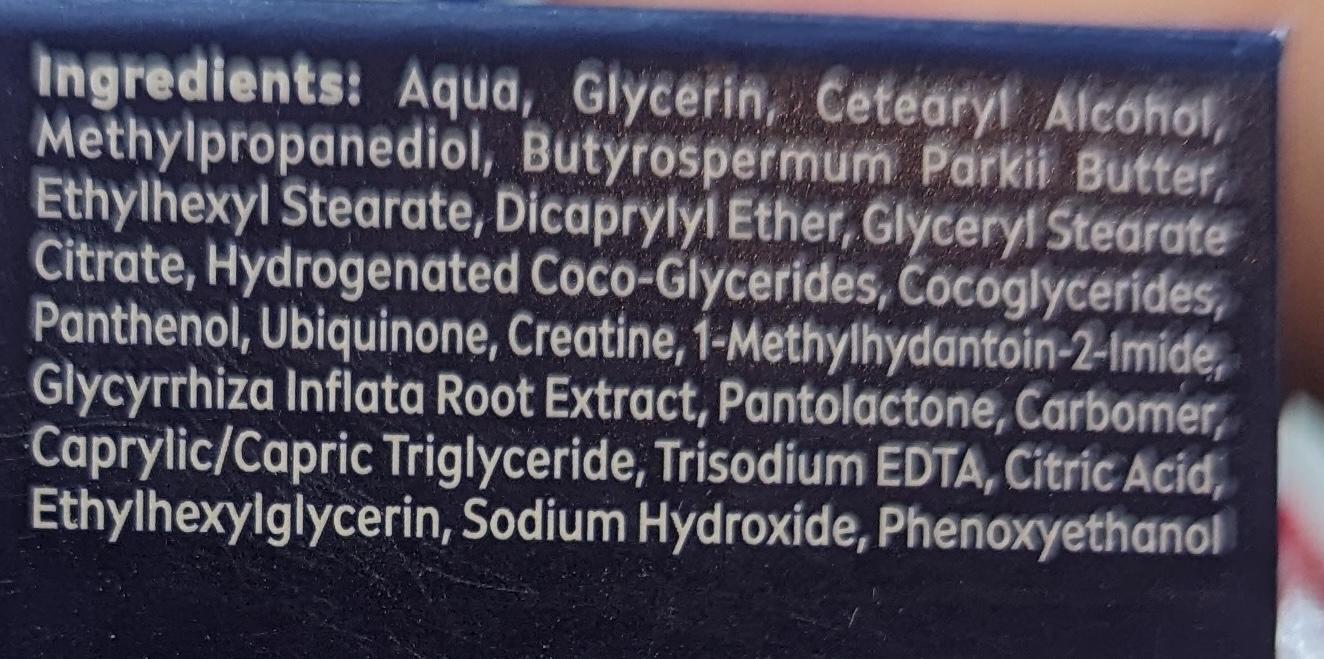 Ingredients: Aqua, Glycerin, Cetearyl Alcohol,
Methylpropanediol, Butyrospermum Parkii Butter,
Ethylhexyl Stearate, Dicaprylyl Ether, Glyceryl Stearate
Citrate, Hydrogenated Coco-Glycerides, Cocoglycerides,
Panthenol, Ubiquinone, Creatine, 1-Methylhydantoin-2-Imide,
Glycyrrhiza Inflata Root Extract, Pantolactone, Carbomer,
Caprylic/Capric Triglyceride, Trisodium EDTA, Citric Acid,
Ethylhexylglycerin, Sodium Hydroxide, Phenoxyethanol